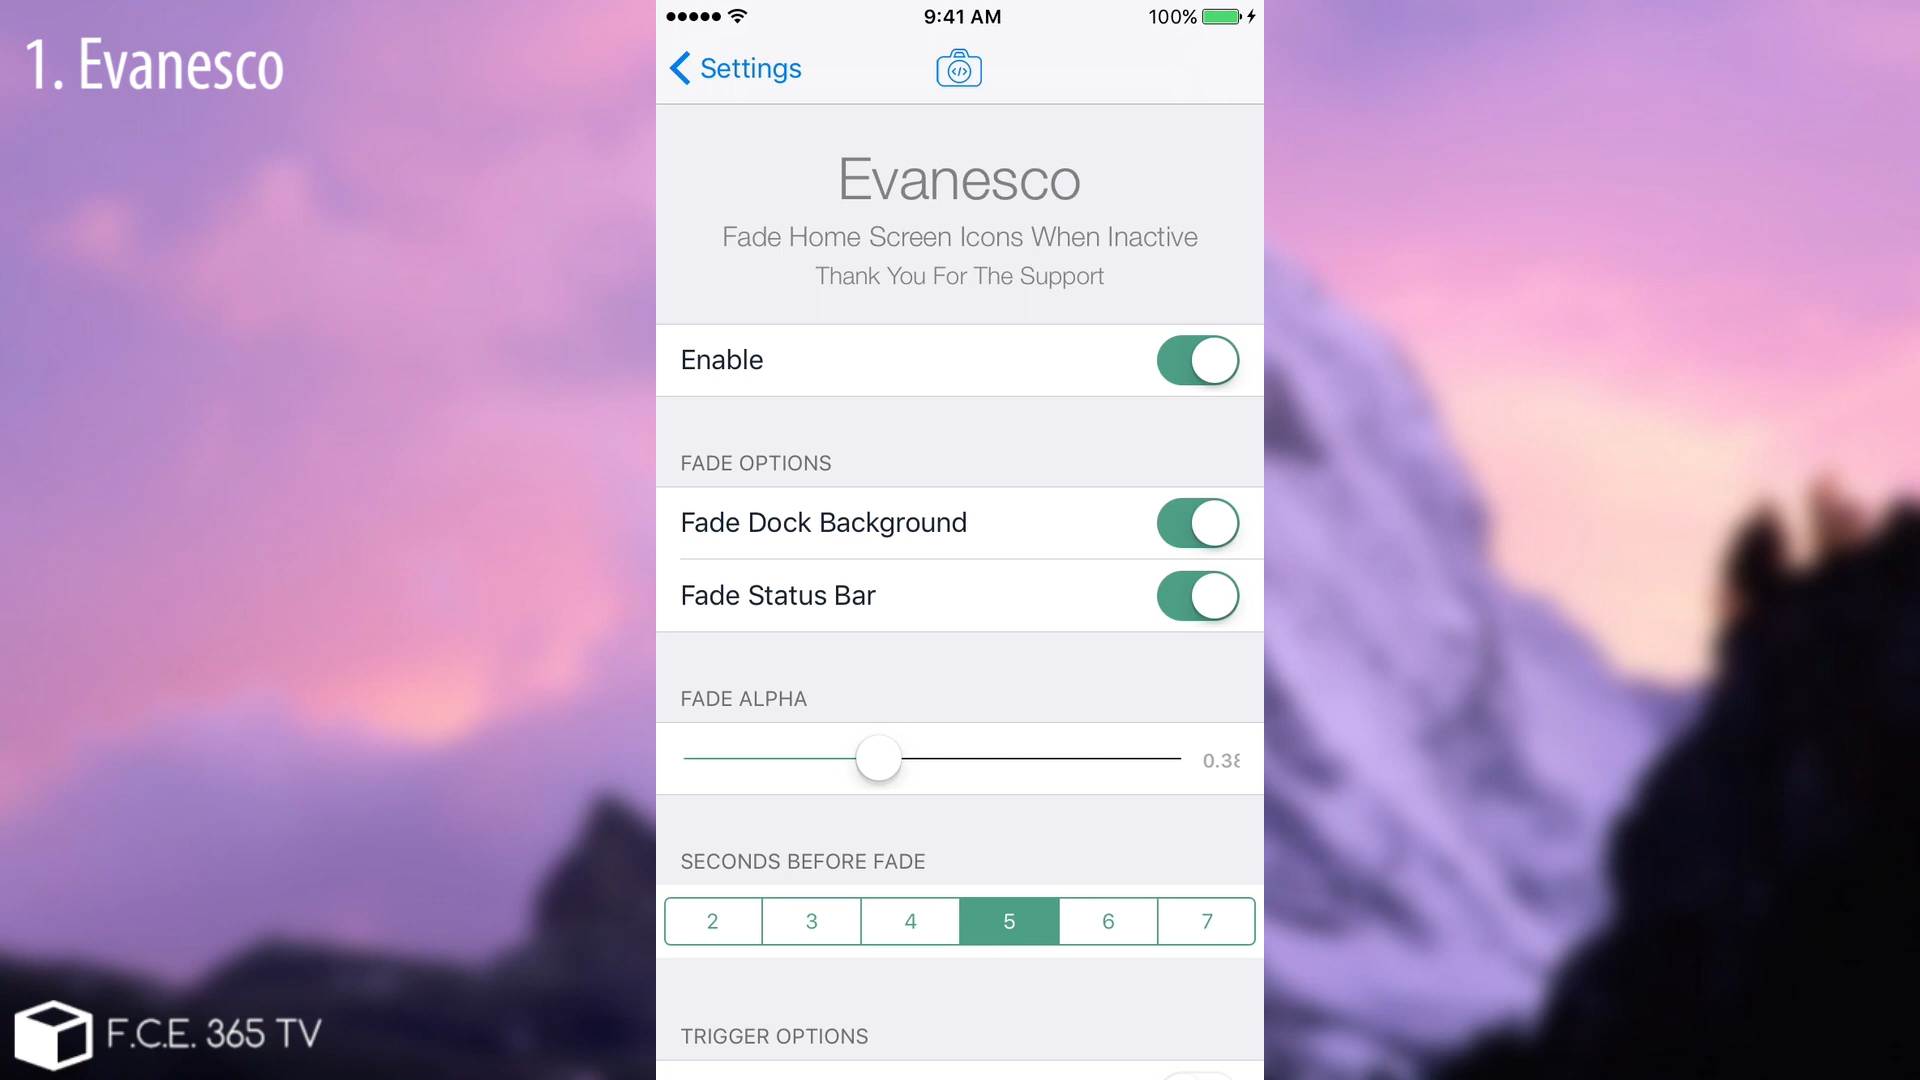 1. Evanesco
9:41 AM
100%
Settings
</>
Evanesco
Fade Home Screen Icons When Inactive
Thank You For The Support
Enable
FADE OPTIONS
Fade Dock Background
Fade Status Bar
FADE ALPHA
0.38
SECONDS BEFORE FADE
2 3 4 5 6 7
TRIGGER OPTIONS
F.C.E. 365 TV